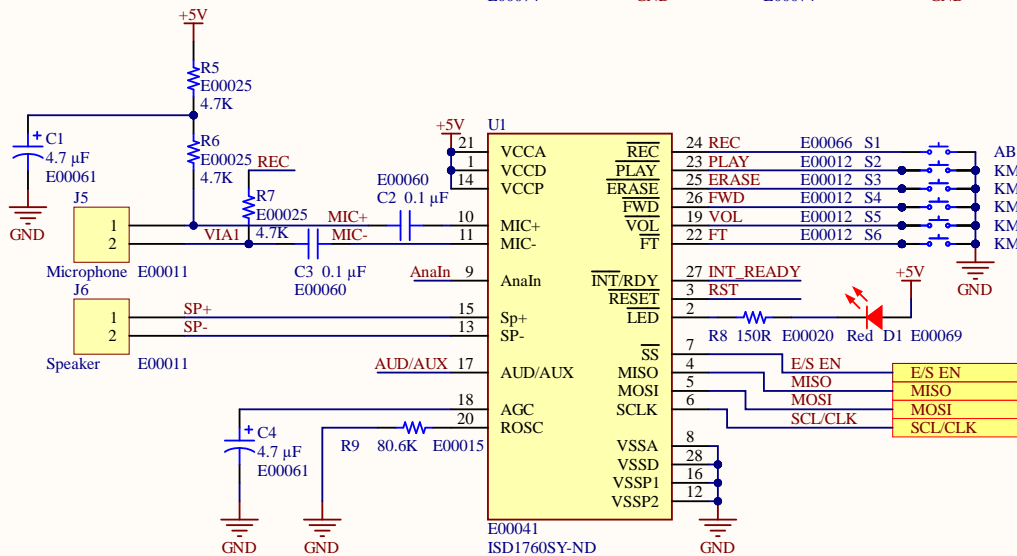 GND
GND
+5V
R5
E00025
4.7K
C1
4.7 µF
E00061
GND
R6
E00025
4.7K
REC
R7
E00025
4.7K
J5
1
2
Microphone E00011
VIA1
E00060
C2 0.1 µF
MIC+
MIC-
C3 0.1 µF
E00060
AnaIn
J6
1
2
Speaker E00011
SP+
SP-
AUD/AUX
C4
4.7 µF
E00061
GND
R9 80.6K E00015
GND
+5V
U1
21 VCCA
1 VCCD
14 VCCP
10 MIC+
11 MIC-
9 AnaIn
15 Sp+
13 SP-
17 AUD/AUX
18 AGC
20 ROSC
REC 24 REC E00066 S1 AB
PLAY 23 PLAY E00012 S2 KM
ERASE 25 ERASE E00012 S3 KM
FWD 26 FWD E00012 S4 KM
VOL 19 VOL E00012 S5 KM
FT 22 FT E00012 S6 KM
GND
INT/RDY 27 INT_READY
RESET 3 RST
LED 2
R8 150R E00020 Red D1 E00069
+5V
SS 7 E/S EN E/S EN
MISO 4 MISO MISO
MOSI 5 MOSI MOSI
SCLK 6 SCL/CLK SCL/CLK
VSSA 8
VSSD 28
VSSP1 16
VSSP2 12
GND
E00041
ISD1760SY-ND